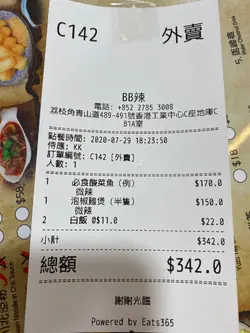 C142 外賣
BB辣
電話: +852 2785 3008
荔枝角青山道489-491號香港工業中心C座地庫C
B1A室
點餐時間: 2020-07-29 18:23:50
侍應: KK
訂單編號: C142 [外賣]
人數: 1
1 必食酸菜魚 (例) $170.0
微辣
1 泡椒雞煲 (半隻) $150.0
微辣
2 白飯 @$11.0 $22.0
小計 $342.0
總額 $342.0
謝謝光臨
Powered by Eats365